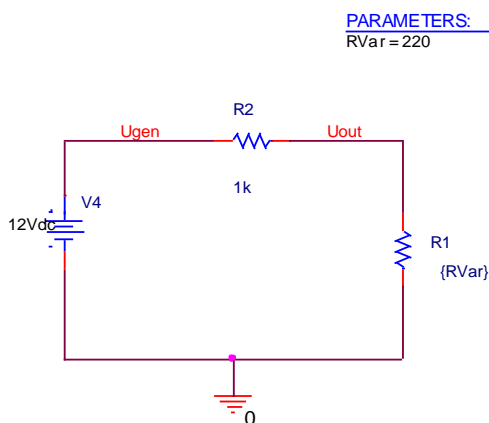 PARAMETERS:
RVar = 220
R2
Ugen
Uout
1k
V4
12Vdc
R1
{RVar}
0